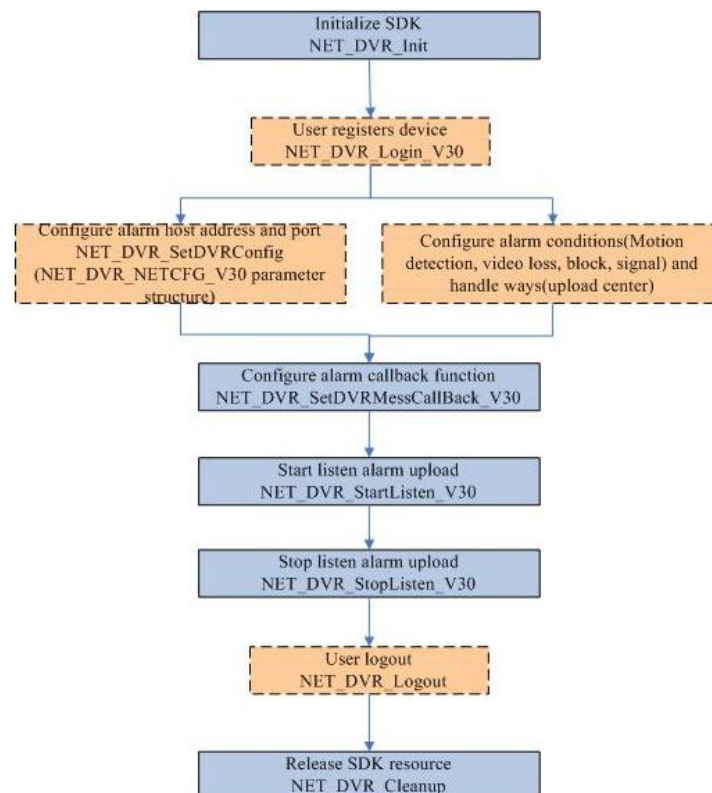 Initialize SDK
NET_DVR_Init
User registers device
NET_DVR_Login_V30
Configure alarm host address and port
NET_DVR_SetDVRConfig
(NET_DVR_NETCFG_V30 parameter
structure)
Configure alarm conditions(Motion
detection, video loss, block, signal) and
handle ways(upload center)
Configure alarm callback function
NET_DVR_SetDVRMessCallBack_V30
Start listen alarm upload
NET_DVR_StartListen_V30
Stop listen alarm upload
NET_DVR_StopListen_V30
User logout
NET_DVR_Logout
Release SDK resource
NET_DVR_Cleanup